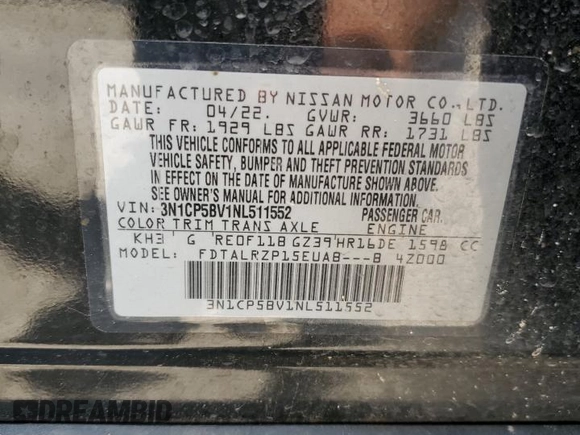 MANUFACTURED BY NISSAN MOTOR CO., LTD.
DATE: 04/22. GVWR: 3660 LBS
GAWR FR: 1929 LBS GAWR RR: 1731 LBS
THIS VEHICLE CONFORMS TO ALL APPLICABLE FEDERAL MOTOR
VEHICLE SAFETY, BUMPER AND THEFT PREVENTION STANDARDS
IN EFFECT ON THE DATE OF MANUFACTURE SHOWN ABOVE.
SEE OWNER'S MANUAL FOR ADDITIONAL INFORMATION.
VIN: 3N1CP5BV1NL511552 PASSENGER CAR.
COLOR TRIM TRANS AXLE ENGINE
KH3 G RE0F11B GZ39 HR16DE 1598 CC
MODEL: FDTALRZP15EUAB---B 4Z000
3N1CP5BV1NL511552
DREAMBID